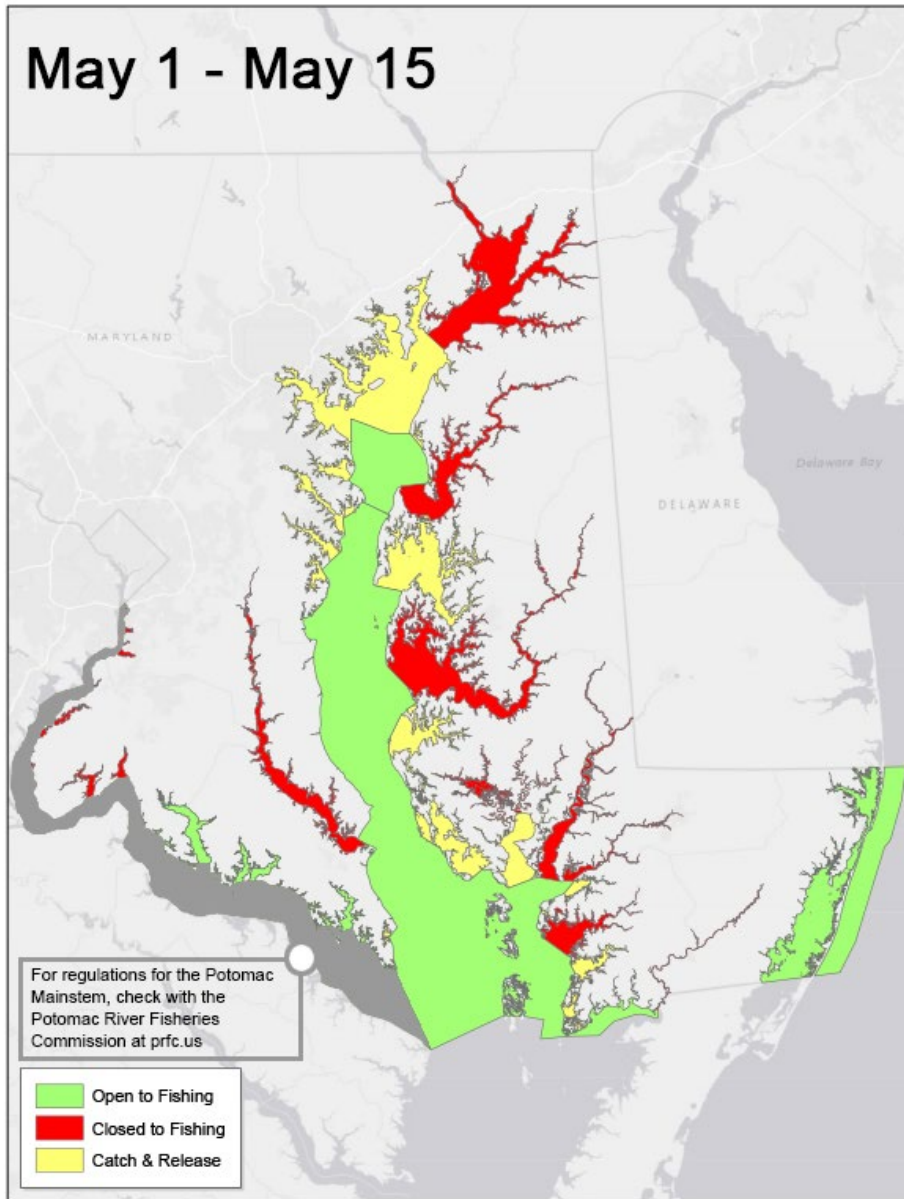 May 1 - May 15
MARYLAND
Delaware Bay
DELAWARE
For regulations for the Potomac
Mainstem, check with the
Potomac River Fisheries
Commission at prfc.us
Open to Fishing
Closed to Fishing
Catch & Release